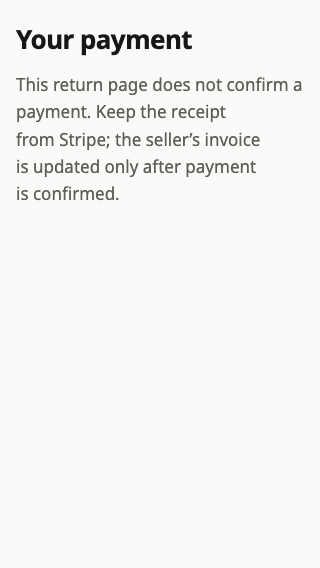 Your payment
This return page does not confirm a
payment. Keep the receipt
from Stripe; the seller’s invoice
is updated only after payment
is confirmed.